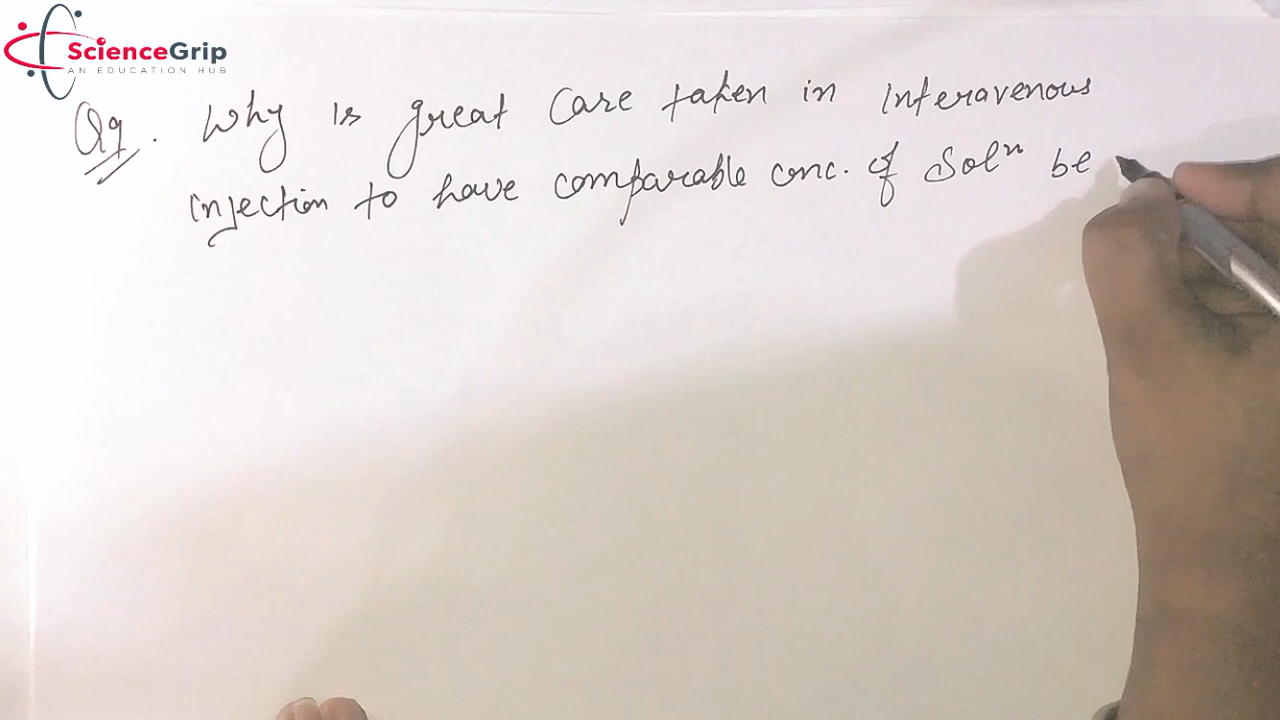 ScienceGrip
AN EDUCATION HUB
Q9. Why is great care taken in interavenous
injection to have comparable conc. of Solⁿ be